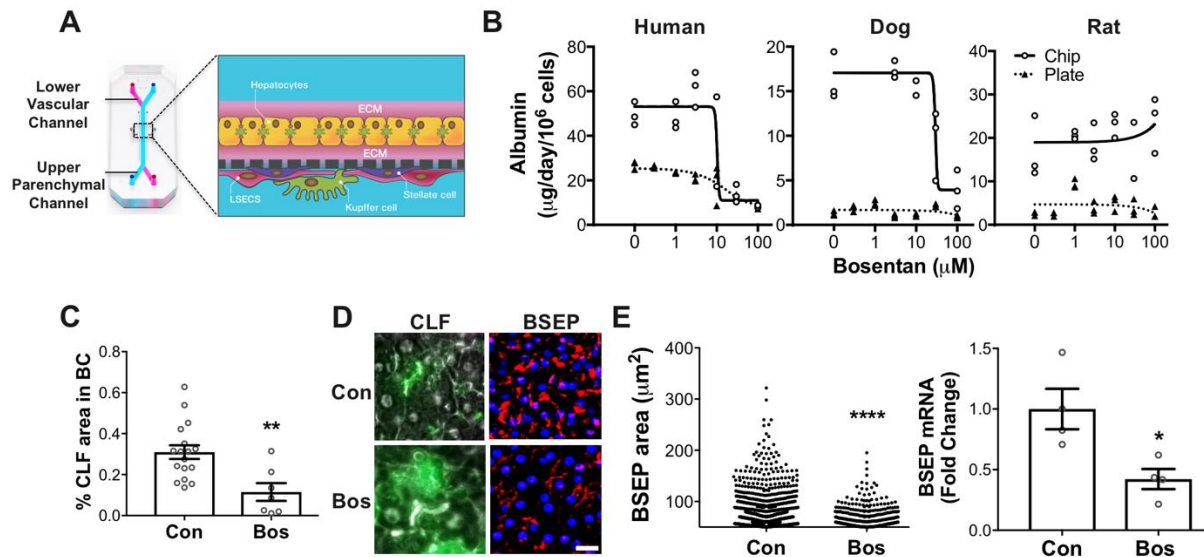 A
Lower
Vascular
Channel
Upper
Parenchymal
Channel
Hepatocytes
ECM
ECM
LSECS
Kupffer cell
Stellate cell
B
Human
Dog
Rat
Chip
Plate
Albumin
(μg/day/10⁶ cells)
80
60
40
20
0
20
15
10
5
0
40
30
20
10
0
0 1 10 100
0 1 10 100
0 1 10 100
Bosentan (μM)
C
% CLF area in BC
0.8
0.6
0.4
0.2
0.0
**
Con Bos
D
CLF BSEP
Con
Bos
E
BSEP area (μm²)
400
300
200
100
****
Con Bos
BSEP mRNA
(Fold Change)
1.5
1.0
0.5
0.0
*
Con Bos